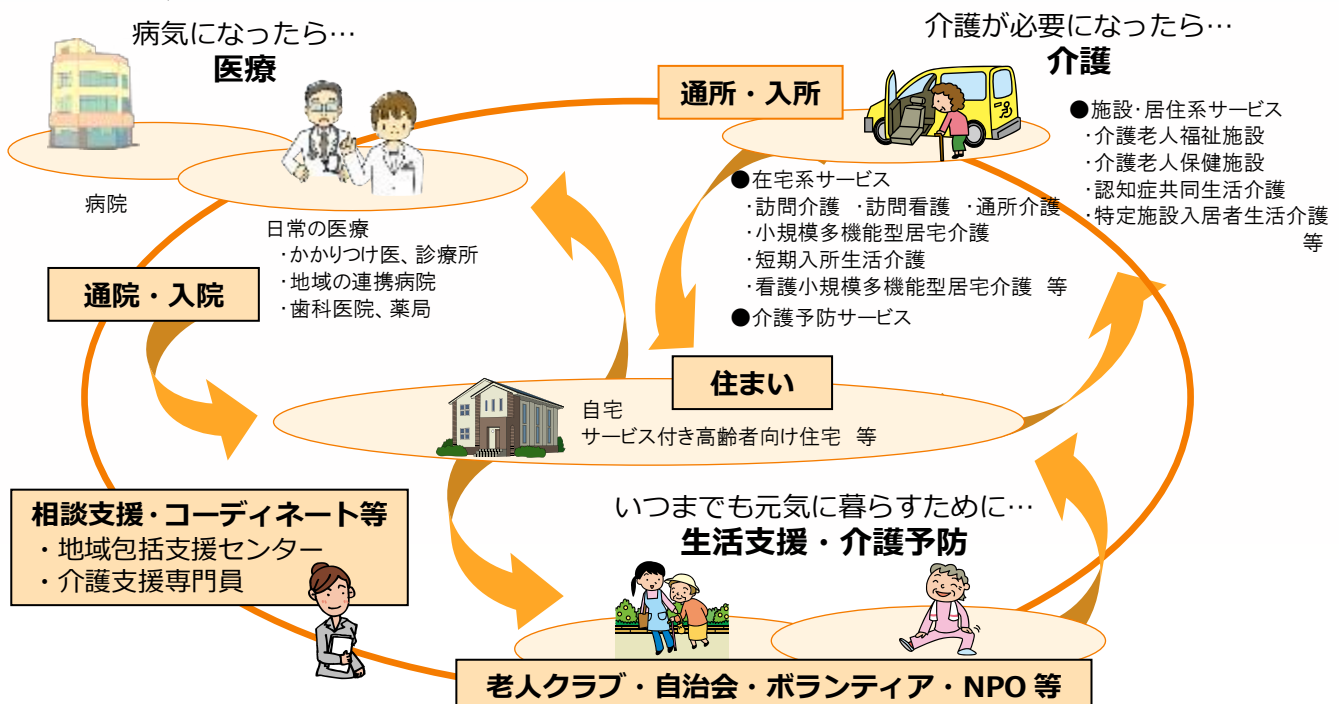 病気になったら…
医療
病院
日常の医療
・かかりつけ医、診療所
・地域の連携病院
・歯科医院、薬局
通院・入院
通所・入所
介護が必要になったら…
介護
●施設・居住系サービス
・介護老人福祉施設
・介護老人保健施設
・認知症共同生活介護
・特定施設入居者生活介護
等
●在宅系サービス
・訪問介護 ・訪問看護 ・通所介護
・小規模多機能型居宅介護
・短期入所生活介護
・看護小規模多機能型居宅介護 等
●介護予防サービス
住まい
自宅
サービス付き高齢者向け住宅 等
相談支援・コーディネート等
・地域包括支援センター
・介護支援専門員
いつまでも元気に暮らすために…
生活支援・介護予防
老人クラブ・自治会・ボランティア・NPO 等